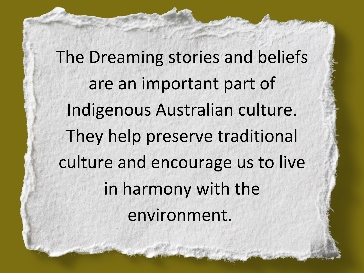 The Dreaming stories and beliefs
are an important part of
Indigenous Australian culture.
They help preserve traditional
culture and encourage us to live
in harmony with the
environment.